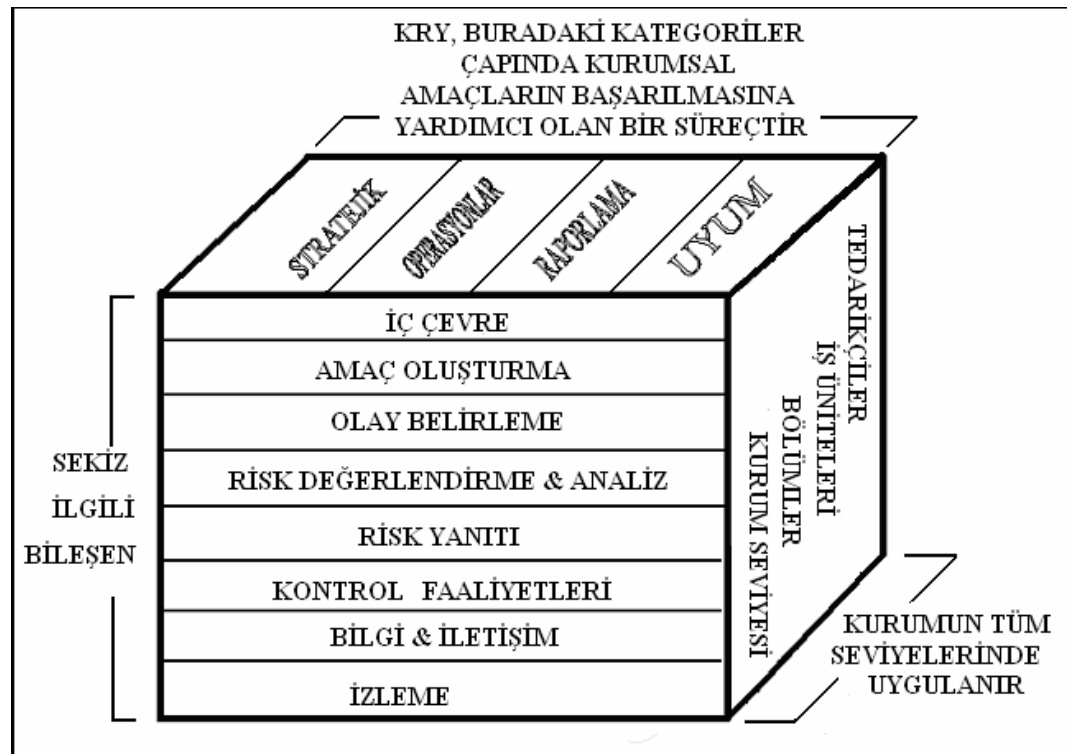 KRY, BURADAKİ KATEGORİLER
ÇAPINDA KURUMSAL
AMAÇLARIN BAŞARILMASINA
YARDIMCI OLAN BİR SÜREÇTİR
STRATEJİK
OPERASYONLAR
RAPORLAMA
UYUM
SEKİZ
İLGİLİ
BİLEŞEN
İÇ ÇEVRE
AMAÇ OLUŞTURMA
OLAY BELİRLEME
RİSK DEĞERLENDİRME & ANALİZ
RİSK YANITI
KONTROL FAALİYETLERİ
BİLGİ & İLETİŞİM
İZLEME
TEDARİKÇİLER
İŞ ÜNİTELERİ
BÖLÜMLER
KURUM SEVİYESİ
KURUMUN TÜM
SEVİYELERİNDE
UYGULANIR